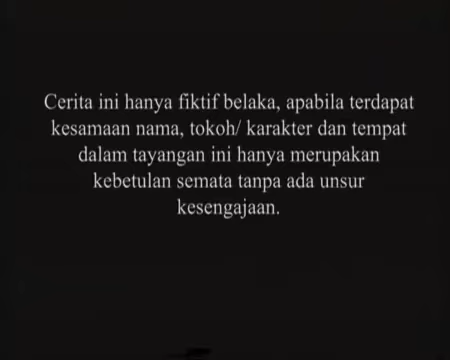 Cerita ini hanya fiktif belaka, apabila terdapat
kesamaan nama, tokoh/ karakter dan tempat
dalam tayangan ini hanya merupakan
kebetulan semata tanpa ada unsur
kesengajaan.